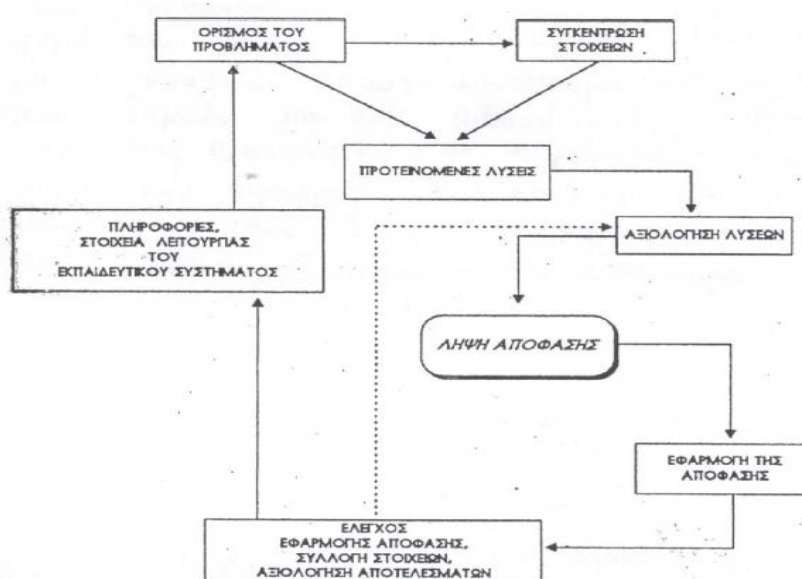 ΟΡΙΣΜΟΣ ΤΟΥ
ΠΡΟΒΛΗΜΑΤΟΣ
ΣΥΓΚΕΝΤΡΩΣΗ
ΣΤΟΙΧΕΙΩΝ
ΠΡΟΤΕΙΝΟΜΕΝΕΣ ΛΥΣΕΙΣ
ΠΛΗΡΟΦΟΡΙΕΣ,
ΣΤΟΙΧΕΙΑ ΛΕΙΤΟΥΡΓΙΑΣ
ΤΟΥ
ΕΚΠΑΙΔΕΥΤΙΚΟΥ ΣΥΣΤΗΜΑΤΟΣ
ΑΞΙΟΛΟΓΗΣΗ ΛΥΣΕΩΝ
ΛΗΨΗ ΑΠΟΦΑΣΗΣ
ΕΦΑΡΜΟΓΗ ΤΗΣ
ΑΠΟΦΑΣΗΣ
ΕΛΕΓΧΟΣ
ΕΦΑΡΜΟΓΗΣ ΑΠΟΦΑΣΗΣ,
ΣΥΛΛΟΓΗ ΣΤΟΙΧΕΙΩΝ,
ΑΞΙΟΛΟΓΗΣΗ ΑΠΟΤΕΛΕΣΜΑΤΩΝ